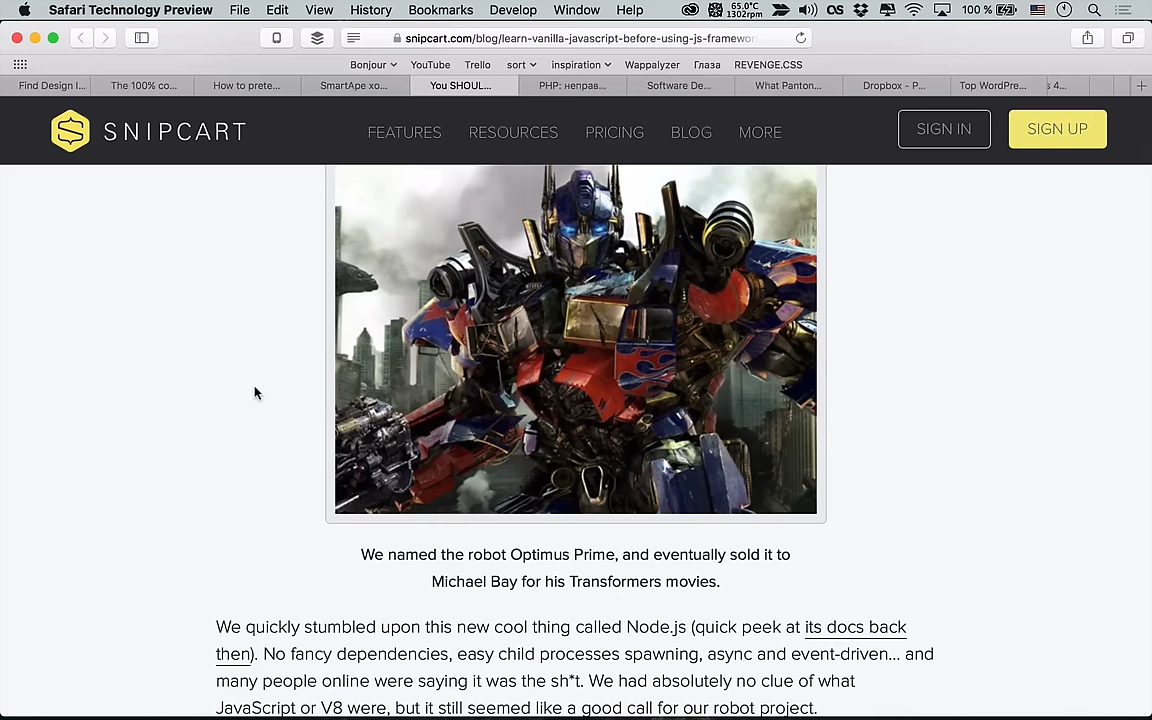 Safari Technology Preview File Edit View History Bookmarks Develop Window Help 65.0°C 1302rpm 100 %
snipcart.com/blog/learn-vanilla-javascript-before-using-js-framewor
Bonjour YouTube Trello sort inspiration Wappalyzer Глаза REVENGE.CSS
Find Design I... The 100% co... How to prete... SmartApe хо... You SHOUL... PHP: неправ... Software De... What Panton... Dropbox - P... Top WordPre... s 4...
SNIPCART FEATURES RESOURCES PRICING BLOG MORE SIGN IN SIGN UP
We named the robot Optimus Prime, and eventually sold it to
Michael Bay for his Transformers movies.
We quickly stumbled upon this new cool thing called Node.js (quick peek at its docs back
then). No fancy dependencies, easy child processes spawning, async and event-driven... and
many people online were saying it was the sh*t. We had absolutely no clue of what
JavaScript or V8 were, but it still seemed like a good call for our robot project.